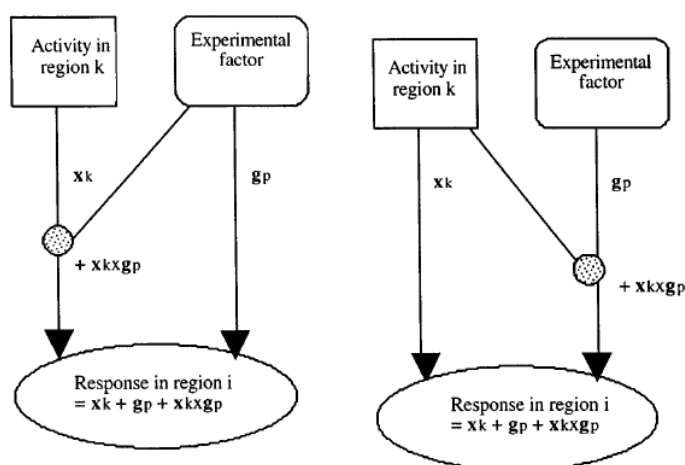 Activity in
region k
Experimental
factor
xk
gp
+ xkxgp
Response in region i
= xk + gp + xkxgp
Activity in
region k
Experimental
factor
xk
gp
+ xkxgp
Response in region i
= xk + gp + xkxgp